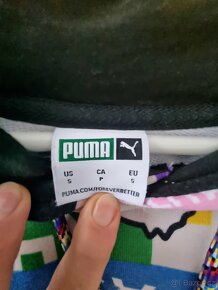 PUMA
US CA EU
S P S
PUMA.COM/FOREVERBETTER